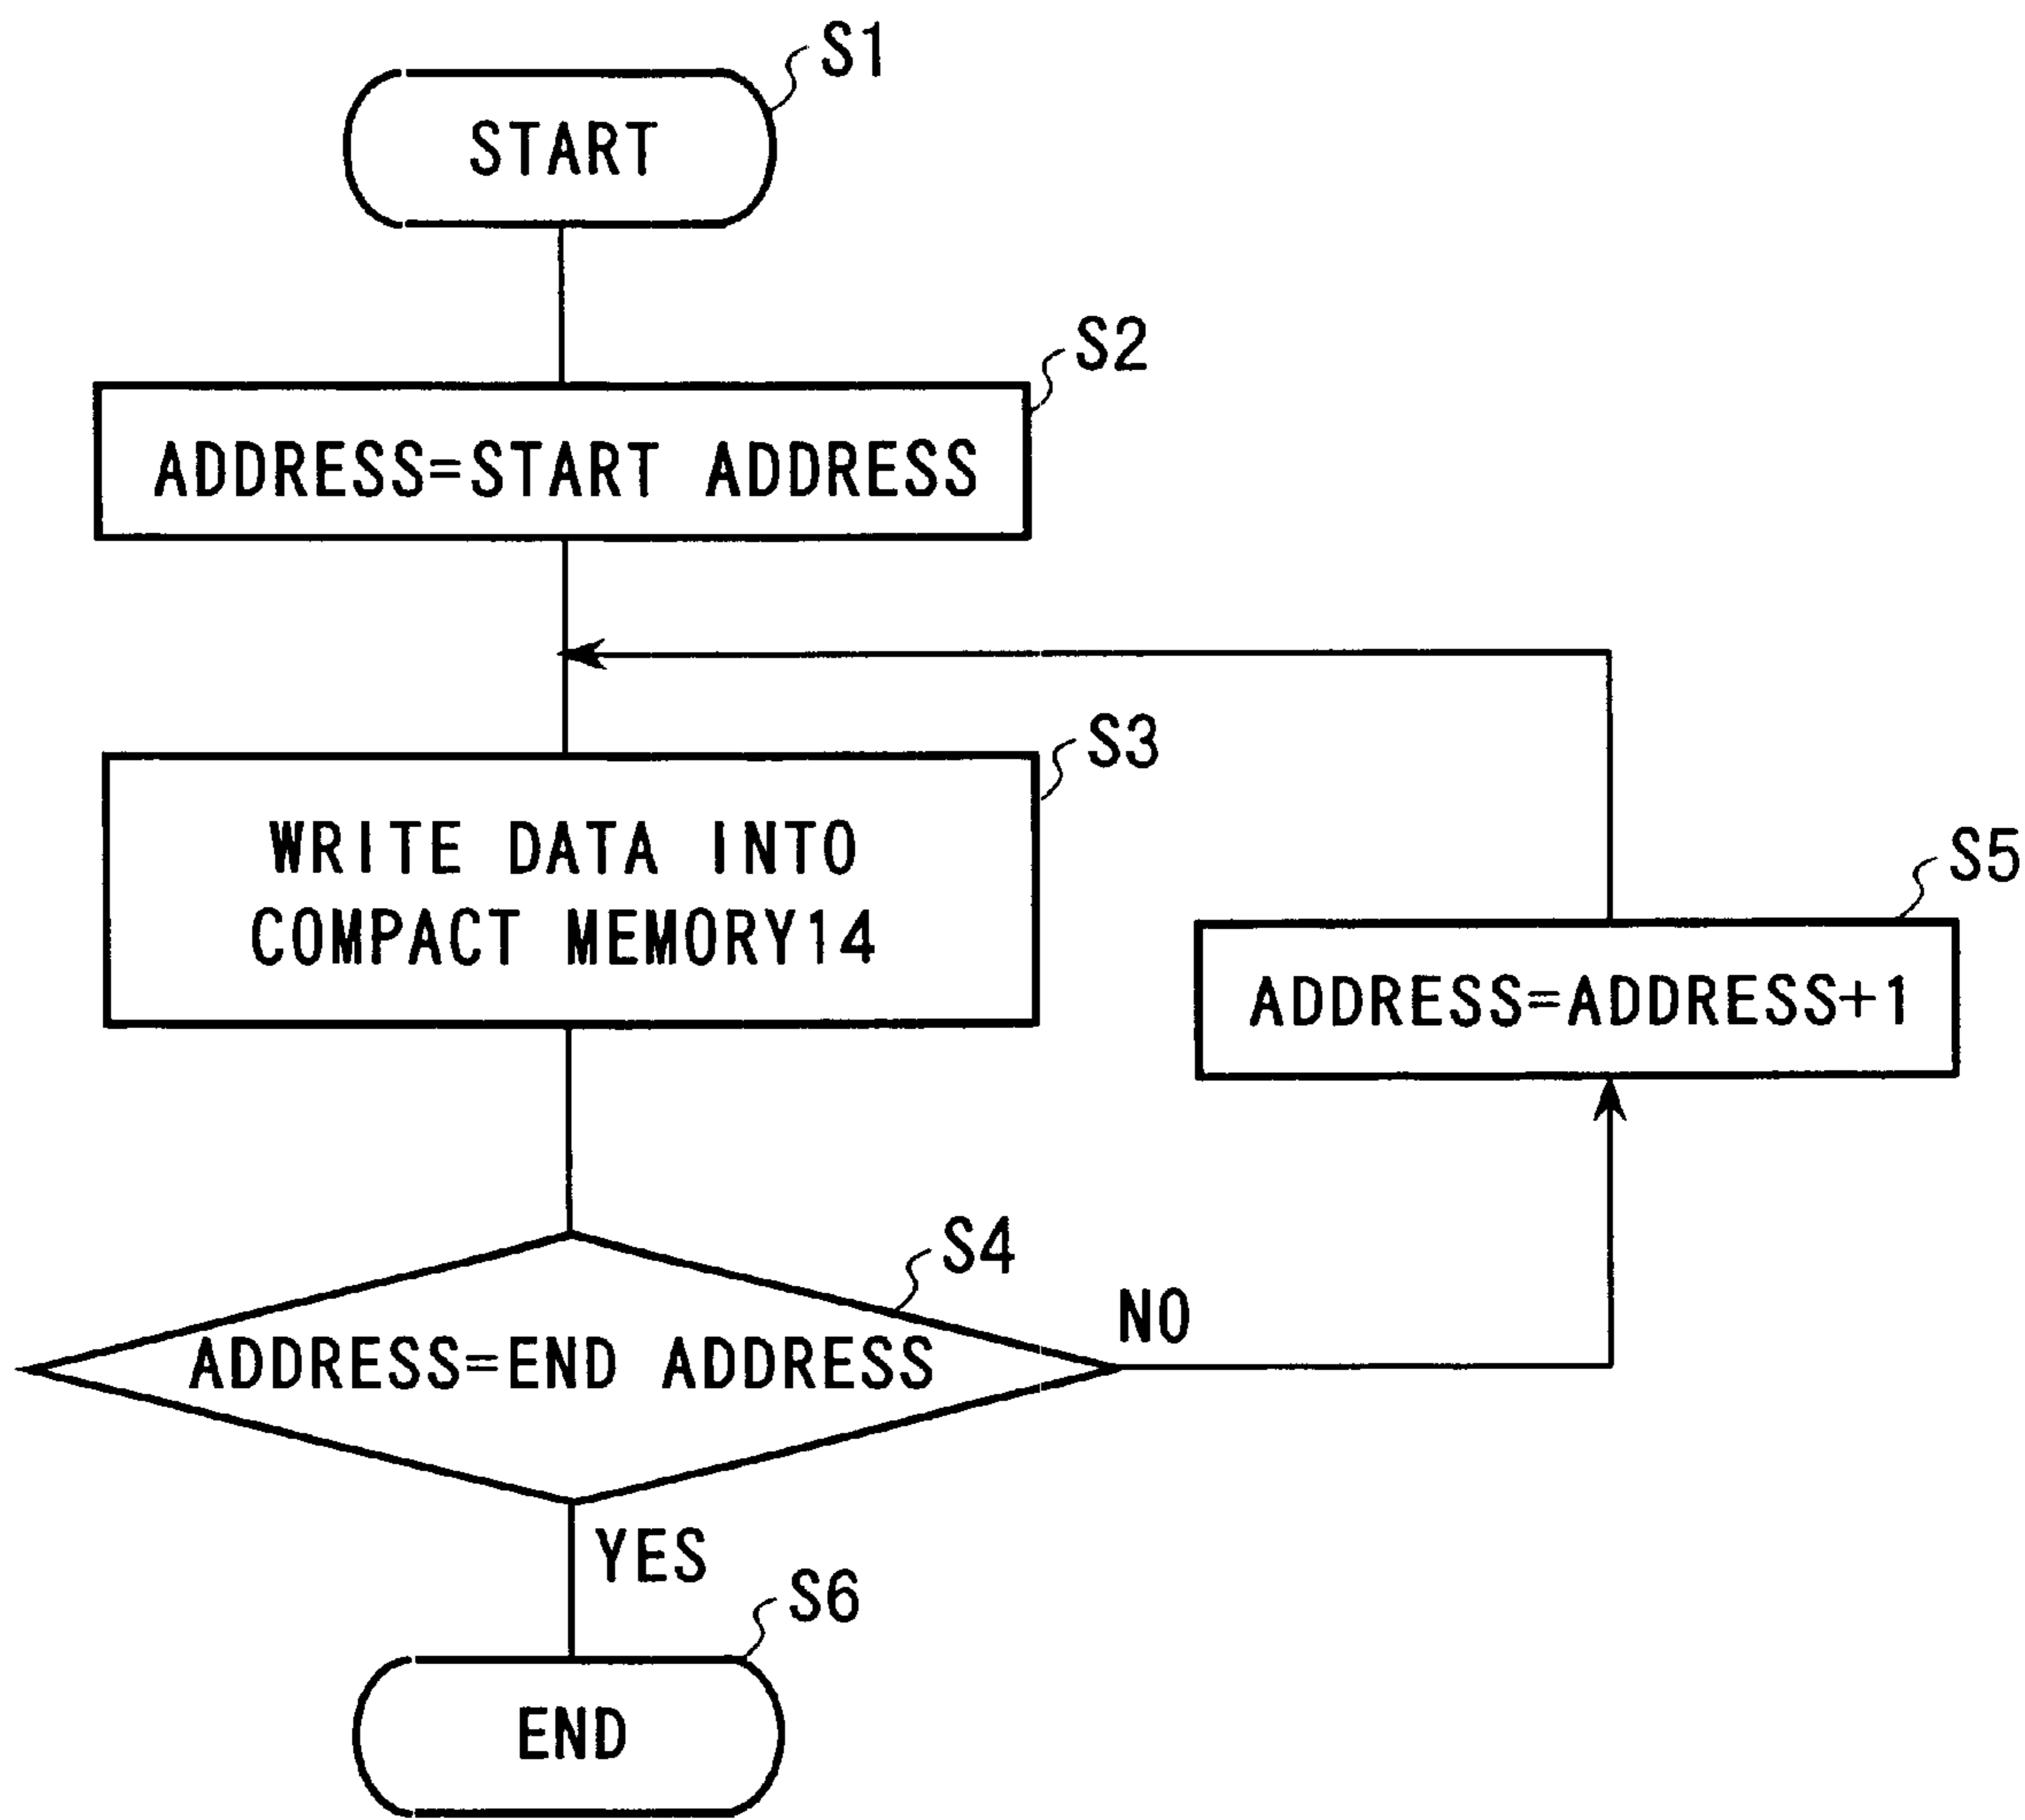 S1
START
S2
ADDRESS=START ADDRESS
S3
WRITE DATA INTO
COMPACT MEMORY14
S5
ADDRESS=ADDRESS+1
S4
NO
ADDRESS=END ADDRESS
YES
S6
END